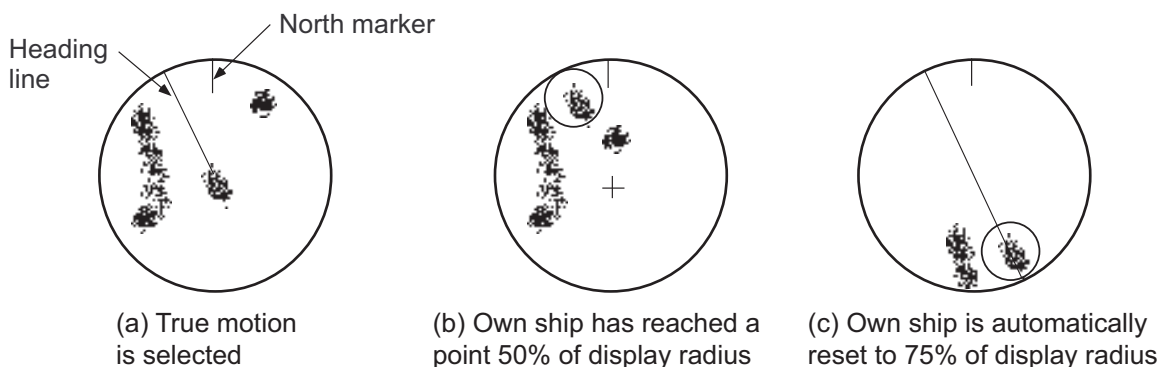 North marker
Heading
line
(a) True motion
is selected
(b) Own ship has reached a
point 50% of display radius
(c) Own ship is automatically
reset to 75% of display radius